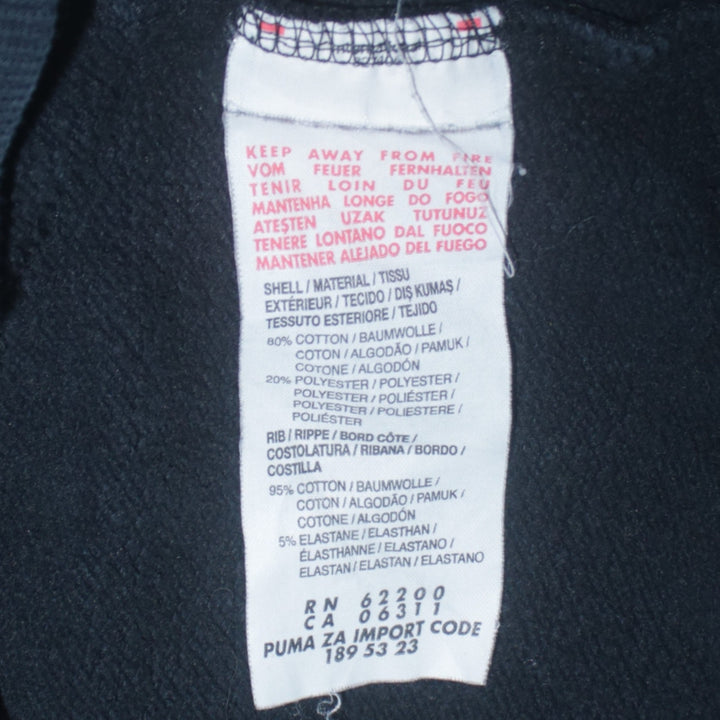 KEEP AWAY FROM FIRE
VOM FEUER FERNHALTEN
TENIR LOIN DU FEU
MANTENHA LONGE DO FOGO
ATEŞTEN UZAK TUTUNUZ
TENERE LONTANO DAL FUOCO
MANTENER ALEJADO DEL FUEGO
SHELL / MATERIAL / TISSU
EXTÉRIEUR / TECIDO / DIŞ KUMAŞ /
TESSUTO ESTERIORE / TEJIDO
80% COTTON / BAUMWOLLE /
COTON / ALGODÃO / PAMUK /
COTONE / ALGODÓN
20% POLYESTER / POLYESTER /
POLYESTER / POLIÉSTER /
POLYESTER / POLIESTERE /
POLIÉSTER
RIB / RIPPE / BORD CÔTE /
COSTOLATURA / RIBANA / BORDO /
COSTILLA
95% COTTON / BAUMWOLLE /
COTON / ALGODÃO / PAMUK /
COTONE / ALGODÓN
5% ELASTANE / ELASTHAN /
ÉLASTHANNE / ELASTANO /
ELASTAN / ELASTAN / ELASTANO
RN 62200
CA 06311
PUMA ZA IMPORT CODE
189 53 23